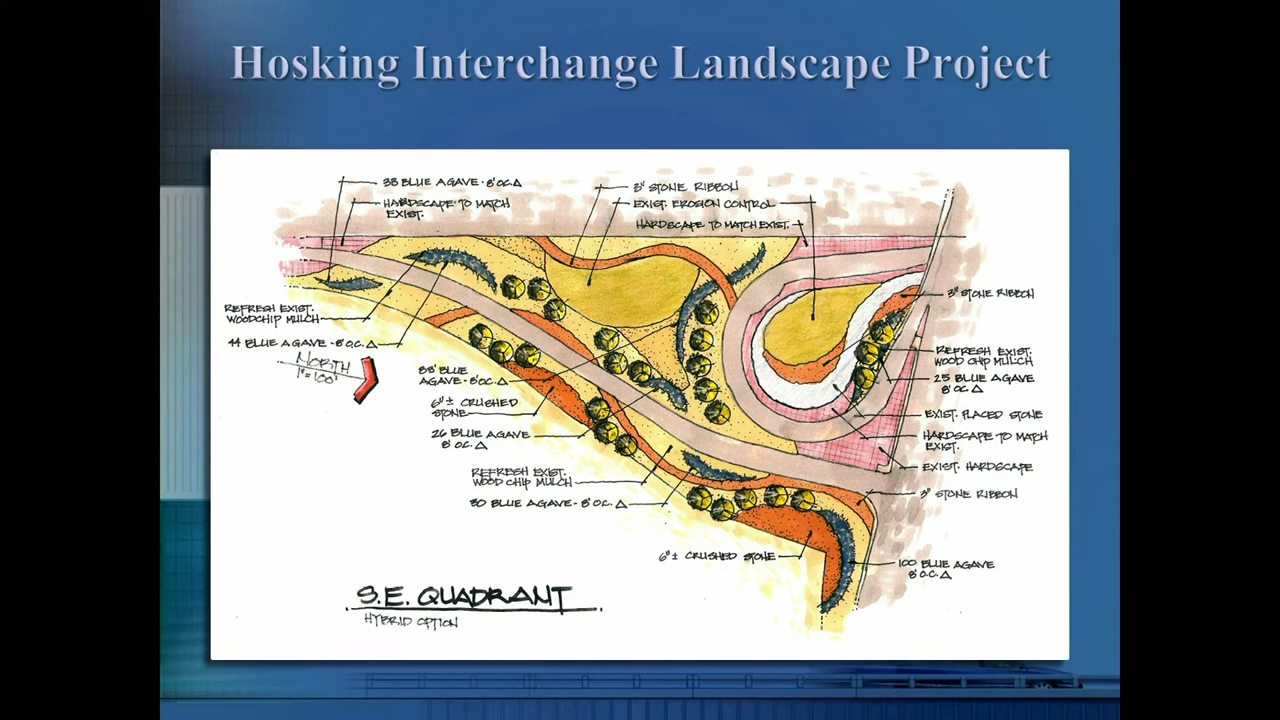 Hosking Interchange Landscape Project
38 BLUE AGAVE - 8' O.C. △
HARDSCAPE TO MATCH
EXIST.
3" STONE RIBBON
EXIST. EROSION CONTROL
HARDSCAPE TO MATCH EXIST.
REFRESH EXIST.
WOODCHIP MULCH
44 BLUE AGAVE - 8' O.C. △
NORTH
1"=100'
88' BLUE
AGAVE - 8' O.C. △
6" ± CRUSHED
STONE
26 BLUE AGAVE
8' O.C. △
REFRESH EXIST.
WOOD CHIP MULCH
30 BLUE AGAVE - 8' O.C. △
6" ± CRUSHED STONE
3" STONE RIBBON
REFRESH EXIST.
WOOD CHIP MULCH
25 BLUE AGAVE
8' O.C. △
EXIST. PLACED STONE
HARDSCAPE TO MATCH
EXIST.
EXIST. HARDSCAPE
3" STONE RIBBON
100 BLUE AGAVE
8' O.C. △
S.E. QUADRANT
HYBRID OPTION